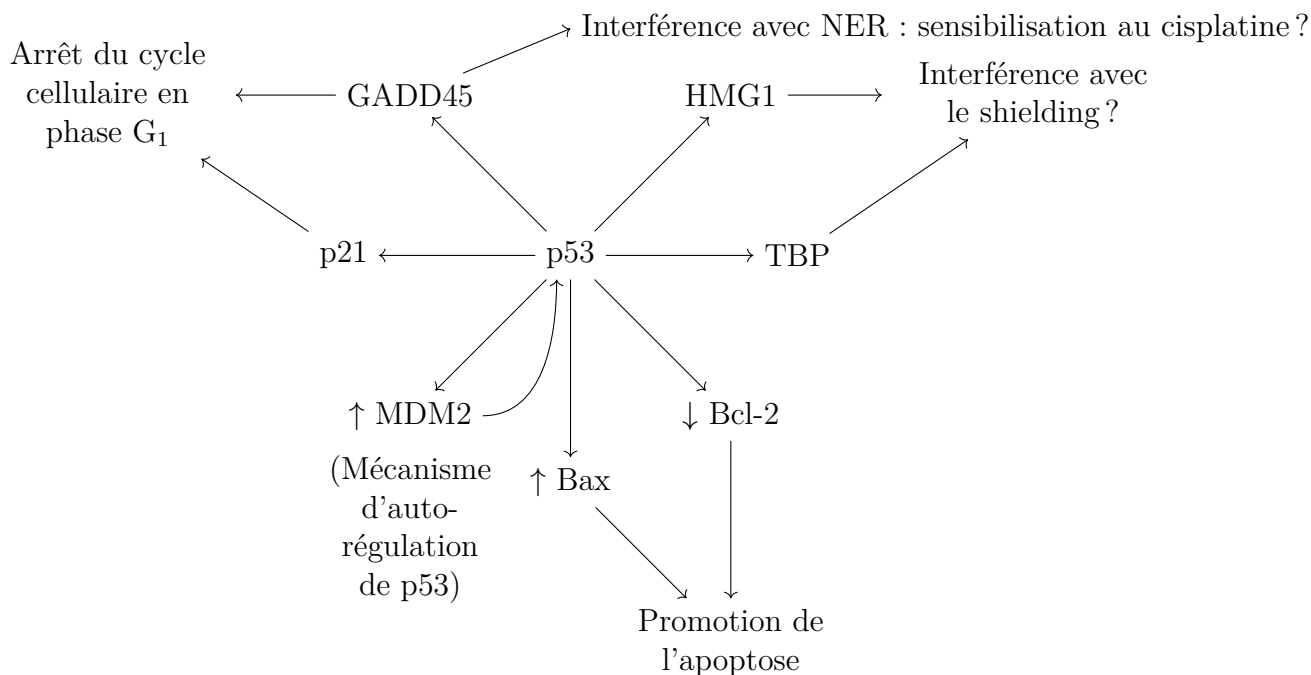 Interférence avec NER : sensibilisation au cisplatine ?
Arrêt du cycle
cellulaire en
phase G₁
GADD45
HMG1
Interférence avec
le shielding ?
p21
p53
TBP
↑ MDM2
(Mécanisme
d'auto-
régulation
de p53)
↑ Bax
↓ Bcl-2
Promotion de
l'apoptose